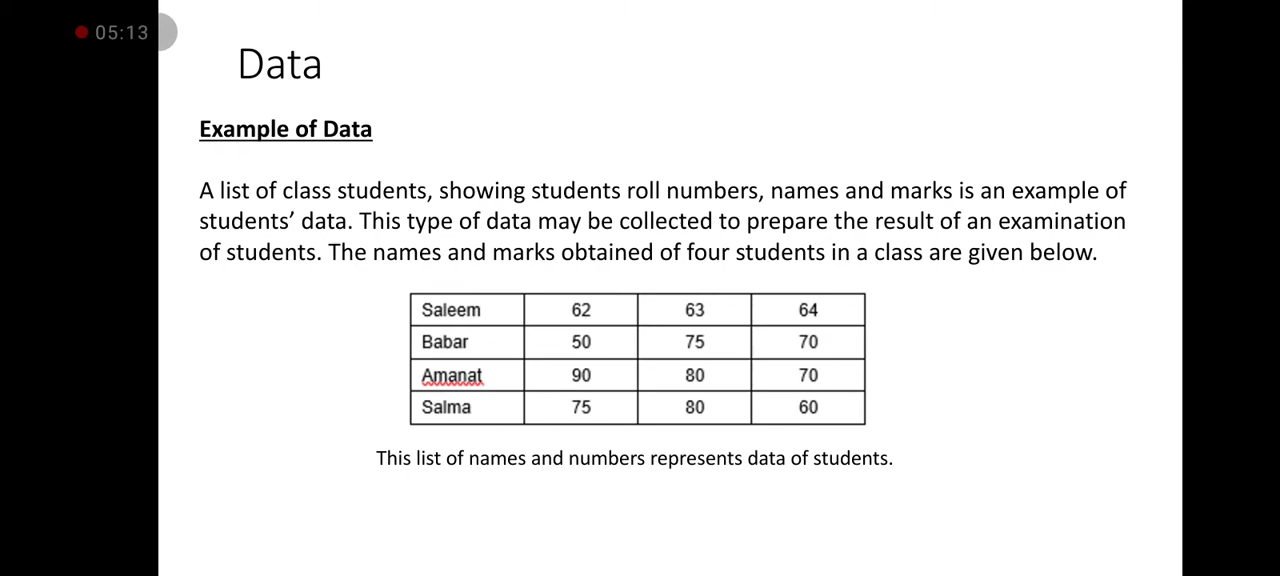 05:13
Data
Example of Data
A list of class students, showing students roll numbers, names and marks is an example of
students’ data. This type of data may be collected to prepare the result of an examination
of students. The names and marks obtained of four students in a class are given below.
Saleem 62 63 64
Babar 50 75 70
Amanat 90 80 70
Salma 75 80 60
This list of names and numbers represents data of students.